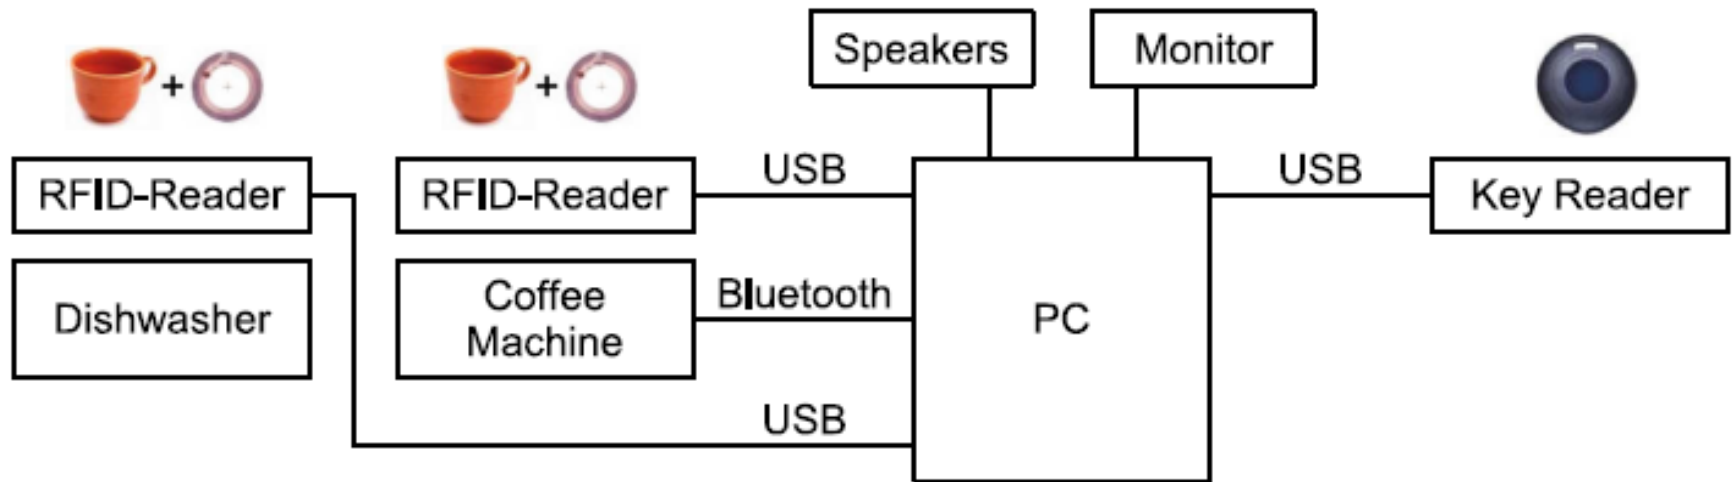 Speakers
Monitor
+
+
RFID-Reader
RFID-Reader
USB
USB
Key Reader
Dishwasher
Coffee
Machine
Bluetooth
PC
USB